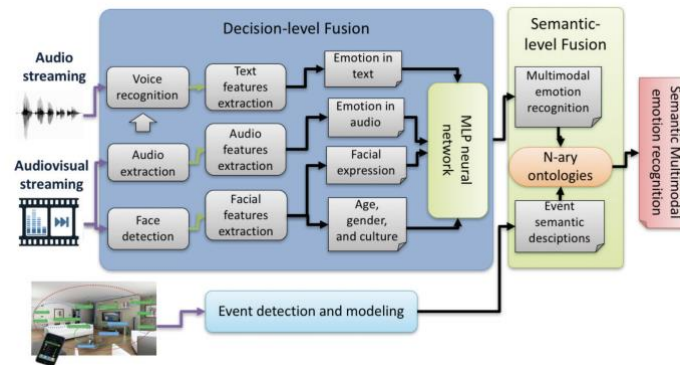 Decision-level Fusion
Semantic-
level Fusion
Audio
streaming
Voice
recognition
Text
features
extraction
Emotion
in text
Multimodal
emotion
recognition
Emotion in
audio
Audiovisual
streaming
Audio extraction
Audio
features
extraction
Facial
expression
MLP neural
network
N-ary
ontologies
Semantic Multimodal
emotion recognition
Face
detection
Facial
features
extraction
Age,
gender,
and culture
Event
semantic
desciptions
Event detection and modeling